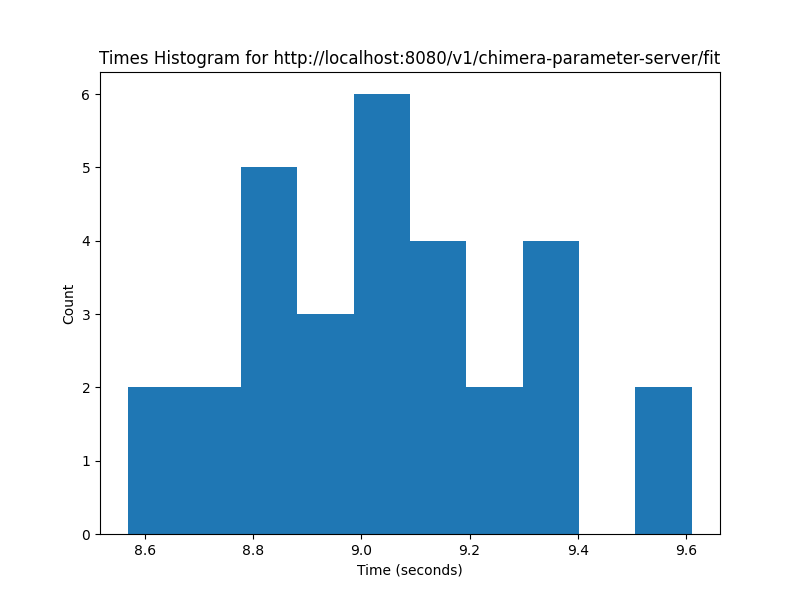 Times Histogram for http://localhost:8080/v1/chimera-parameter-server/fit
6
5
4
3
2
1
0
Count
8.6 8.8 9.0 9.2 9.4 9.6
Time (seconds)